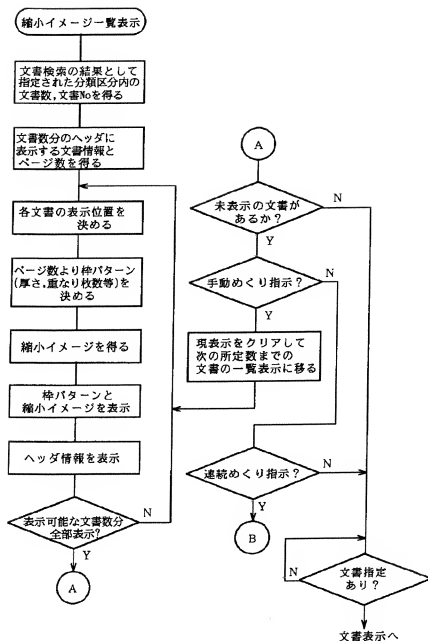 縮小イメージ一覧表示
文書検索の結果として
指定された分類区分内の
文書数,文書Noを得る
文書数分のヘッダに
表示する文書情報と
ページ数を得る
各文書の表示位置を
決める
ページ数より枠パターン
(厚さ,重なり枚数等)を
決める
縮小イメージを得る
枠パターンと
縮小イメージを表示
ヘッダ情報を表示
表示可能な文書数分
全部表示?
N
Y
A
A
未表示の文書が
あるか?
N
Y
手動めくり指示?
N
Y
項表示をクリアして
次の所定数までの
文書の一覧表示に移る
連続めくり指示?
N
Y
B
文書指定
あり?
N
Y
文書表示へ